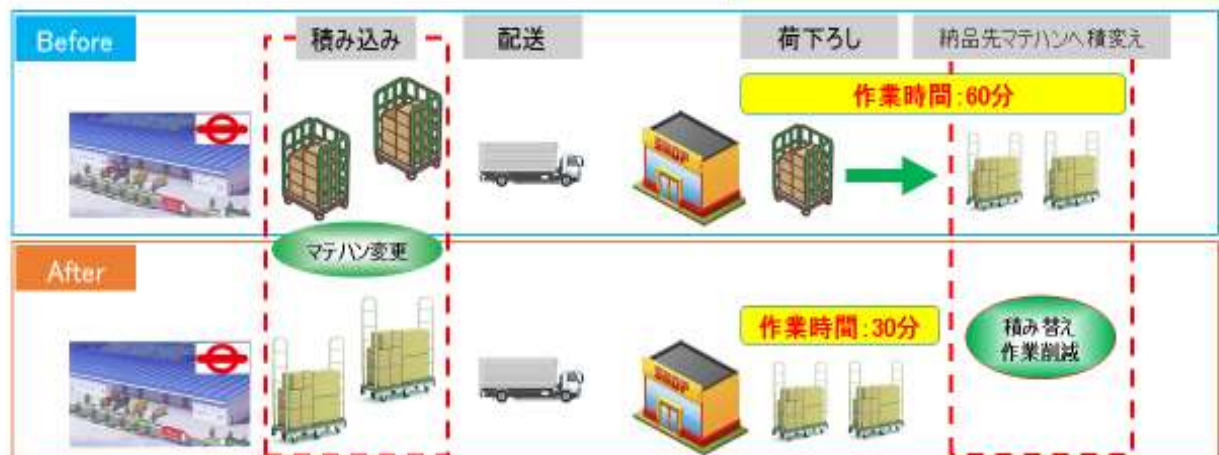 Before
積み込み
配送
荷下ろし
納品先マテハンへ積変え
作業時間:60分
SHOP
マテハン変更
After
作業時間:30分
積み替え
作業削減
SHOP